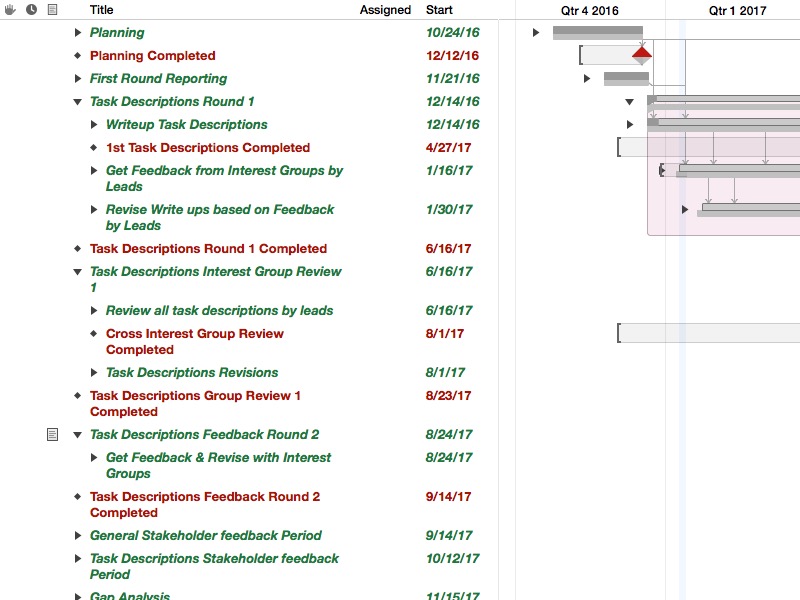 Title Assigned Start Qtr 4 2016 Qtr 1 2017
Planning 10/24/16
Planning Completed 12/12/16
First Round Reporting 11/21/16
Task Descriptions Round 1 12/14/16
Writeup Task Descriptions 12/14/16
1st Task Descriptions Completed 4/27/17
Get Feedback from Interest Groups by 1/16/17
Leads
Revise Write ups based on Feedback 1/30/17
by Leads
Task Descriptions Round 1 Completed 6/16/17
Task Descriptions Interest Group Review 6/16/17
1
Review all task descriptions by leads 6/16/17
Cross Interest Group Review 8/1/17
Completed
Task Descriptions Revisions 8/1/17
Task Descriptions Group Review 1 8/23/17
Completed
Task Descriptions Feedback Round 2 8/24/17
Get Feedback & Revise with Interest 8/24/17
Groups
Task Descriptions Feedback Round 2 9/14/17
Completed
General Stakeholder feedback Period 9/14/17
Task Descriptions Stakeholder feedback 10/12/17
Period
Gap Analysis 11/15/17